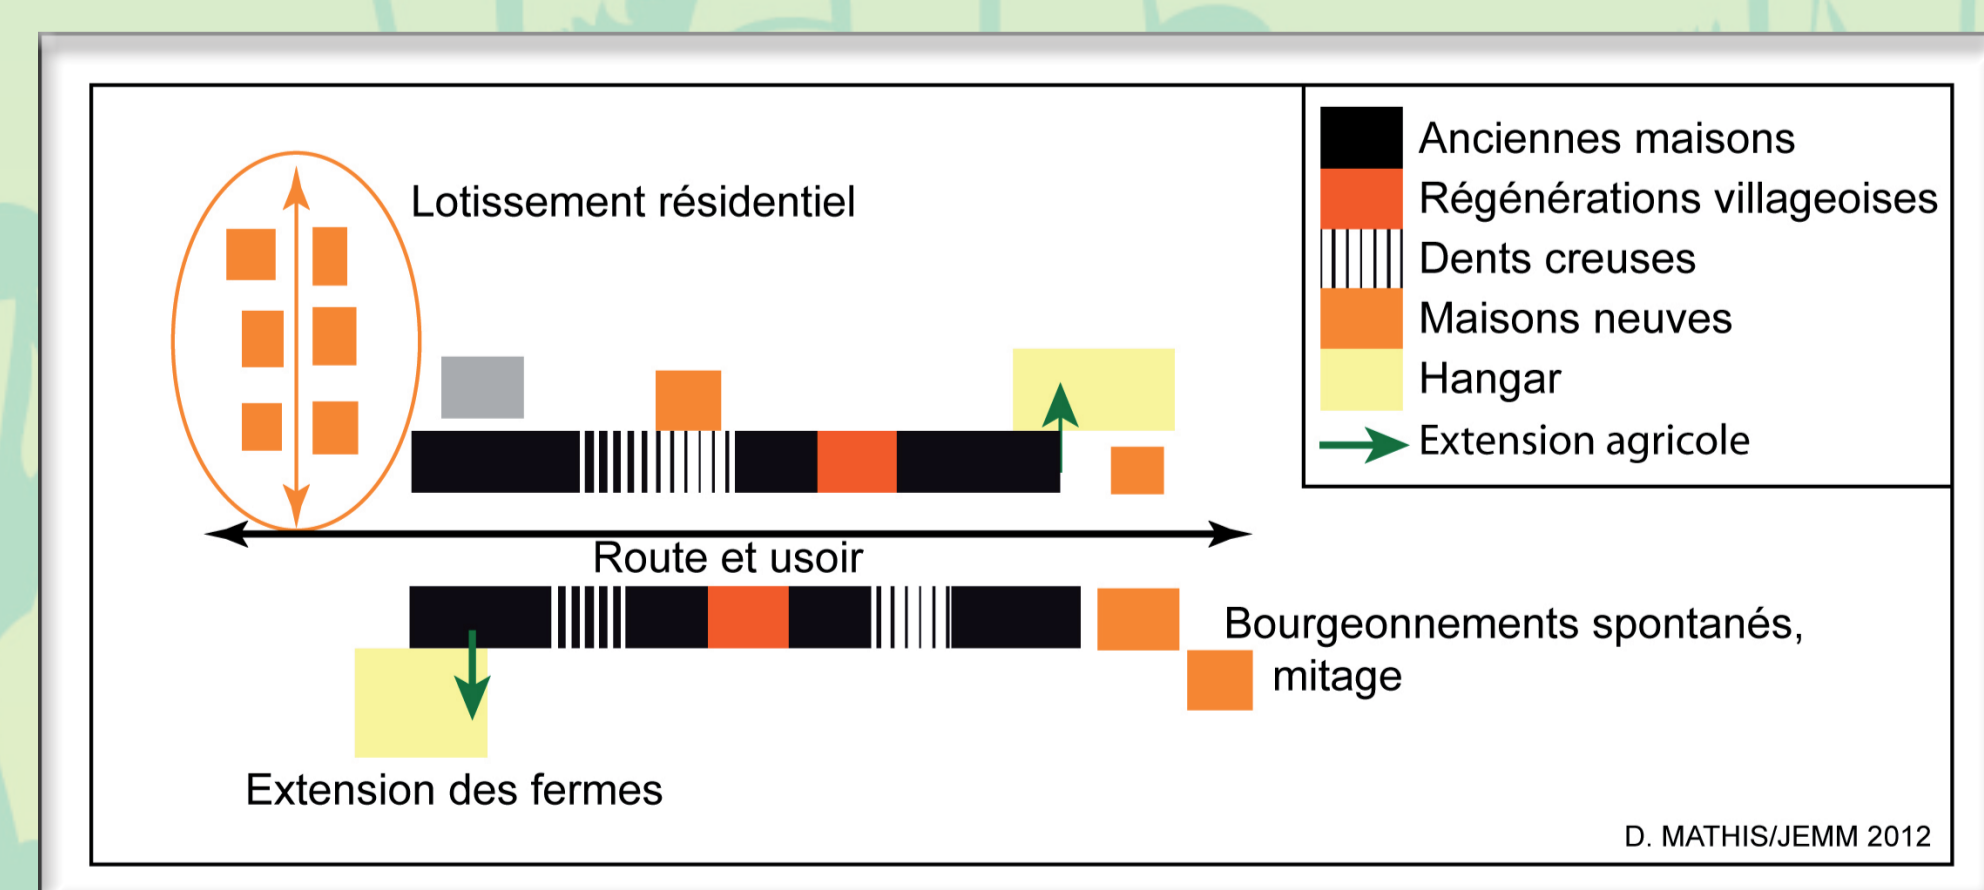 Lotissement résidentiel
Anciennes maisons
Régénérations villageoises
Dents creuses
Maisons neuves
Hangar
Extension agricole
Route et usoir
Bourgeonnements spontanés,
mitage
Extension des fermes
D. MATHIS/JEMM 2012